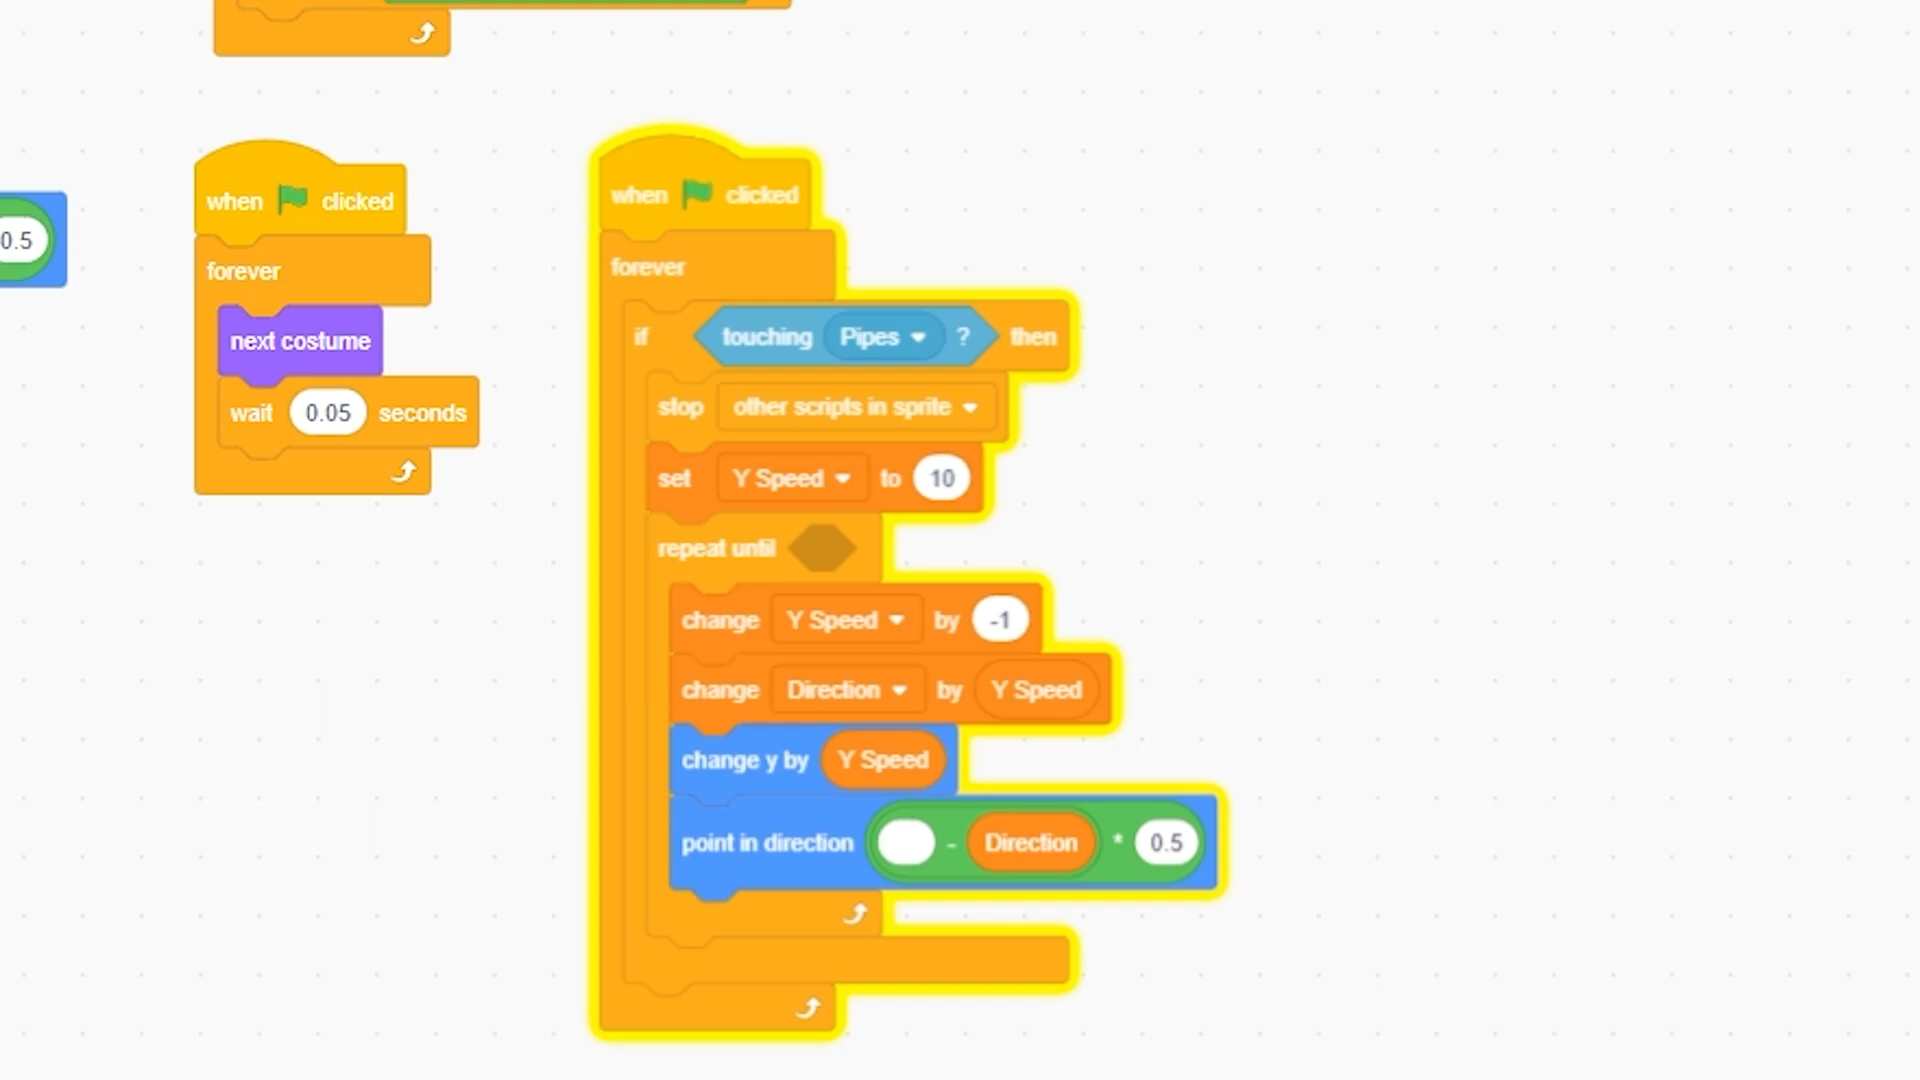 0.5
when clicked
forever
next costume
wait 0.05 seconds
when clicked
forever
if touching Pipes ? then
stop other scripts in sprite
set Y Speed to 10
repeat until
change Y Speed by -1
change Direction by Y Speed
change y by Y Speed
point in direction - Direction * 0.5